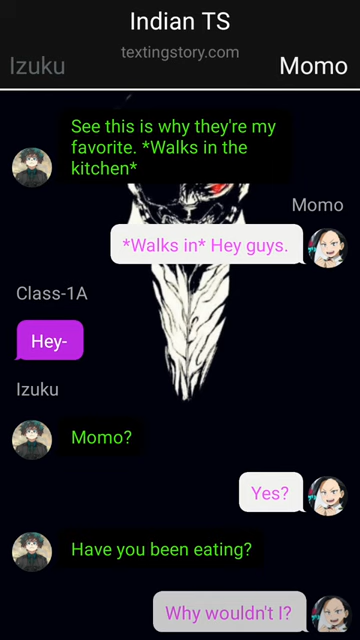 Indian TS
textingstory.com
Izuku
Momo
See this is why they're my
favorite. *Walks in the
kitchen*
Momo
*Walks in* Hey guys.
Class-1A
Hey-
Izuku
Momo?
Yes?
Have you been eating?
Why wouldn't I?